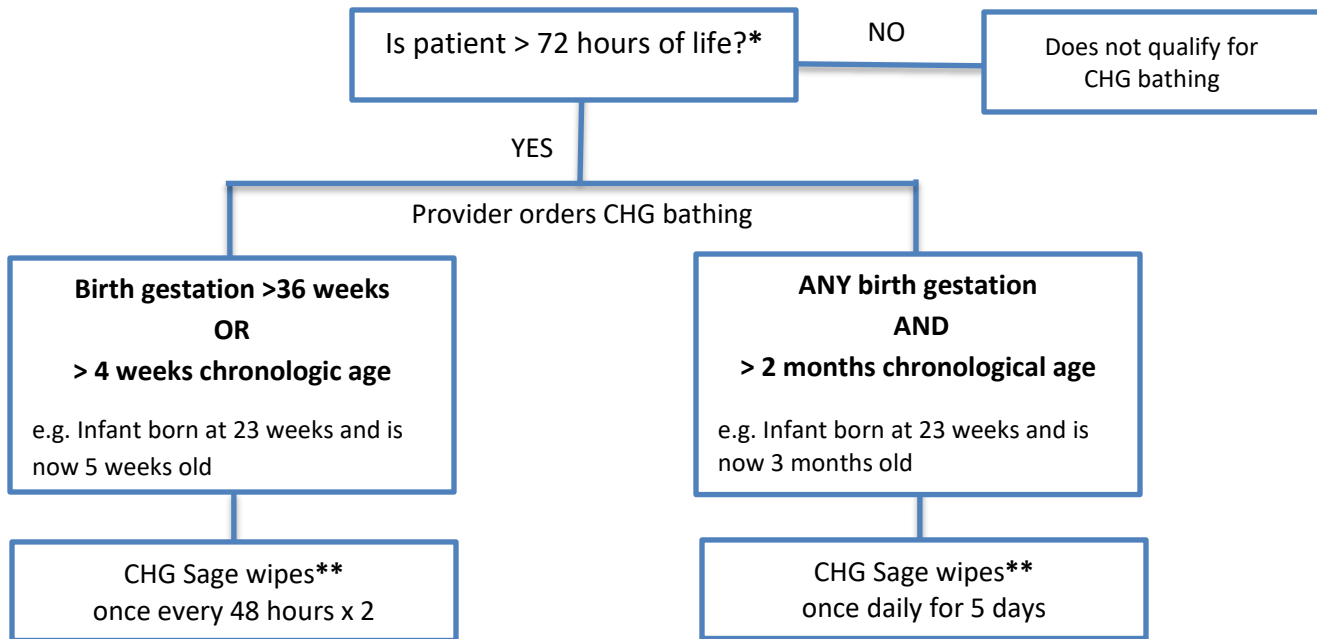 Is patient > 72 hours of life?*
NO
Does not qualify for
CHG bathing
YES
Provider orders CHG bathing
Birth gestation >36 weeks
OR
> 4 weeks chronologic age
e.g. Infant born at 23 weeks and is
now 5 weeks old
ANY birth gestation
AND
> 2 months chronological age
e.g. Infant born at 23 weeks and is
now 3 months old
CHG Sage wipes**
once every 48 hours x 2
CHG Sage wipes**
once daily for 5 days